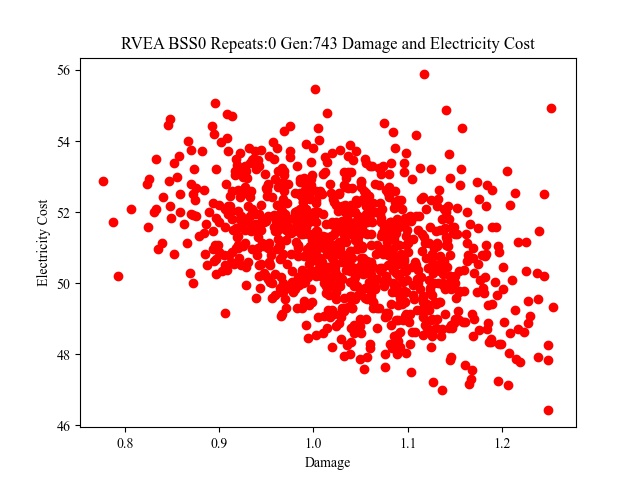 RVEA BSS0 Repeats:0 Gen:743 Damage and Electricity Cost
56
54
52
50
48
46
Electricity Cost
0.8 0.9 1.0 1.1 1.2
Damage